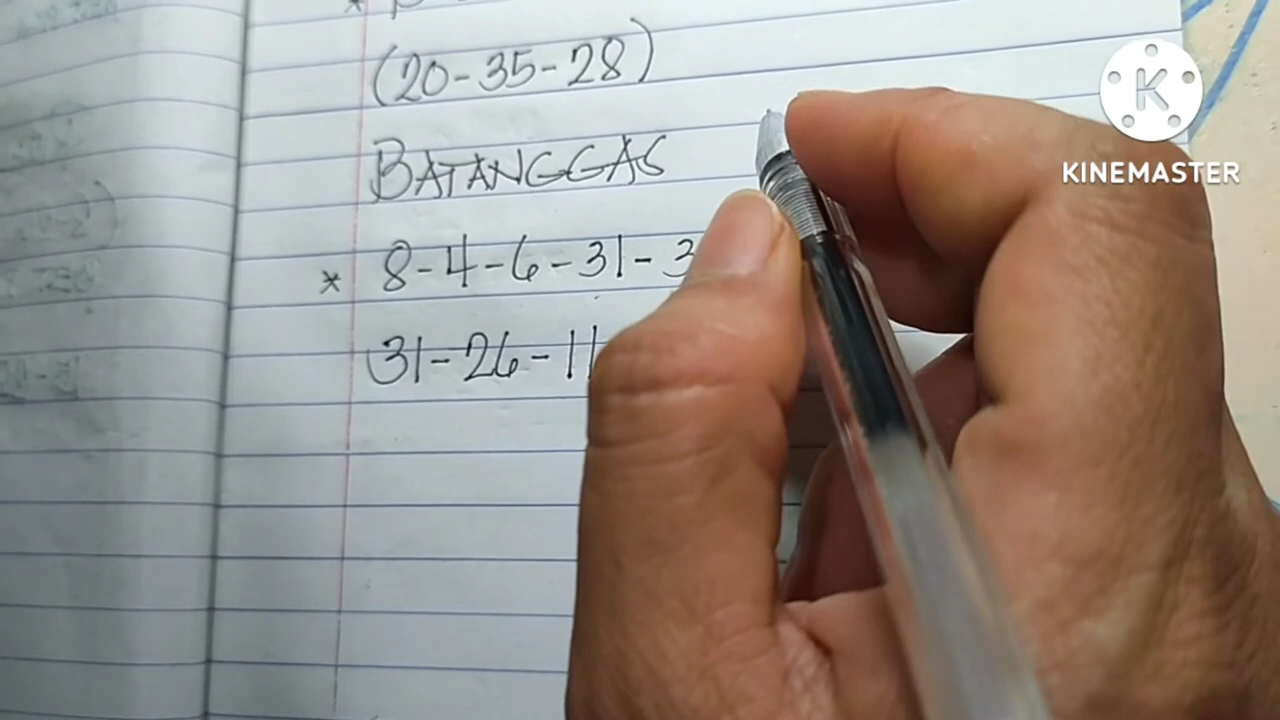 (20-35-28)
BATANGGAS
* 8-4-6-31-3
31-26-11
K
KINEMASTER